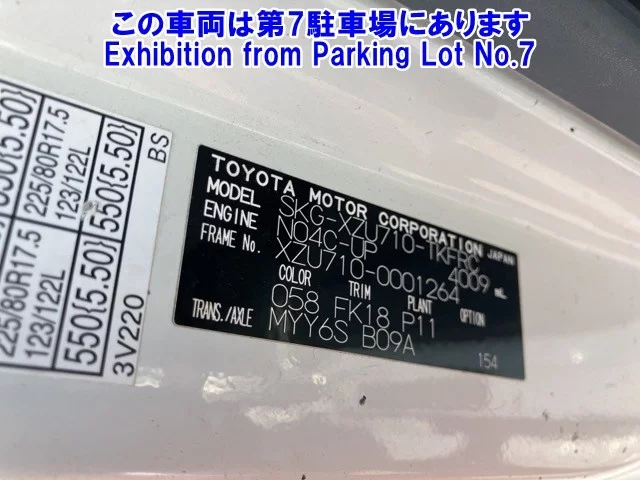 この車両は第7駐車場にあります
Exhibition from Parking Lot No.7
225/80R17.5
123/122L
550{5.50}
225/80R17.5
123/122L
550{5.50}
BS
3V220
TOYOTA MOTOR CORPORATION JAPAN
MODEL SKG-XZU710-TKFRC
ENGINE N04C-UP 4009 mL
FRAME No. XZU710-0001264
COLOR TRIM PLANT OPTION
058 FK18 P11
TRANS./AXLE MYY6S B09A
154